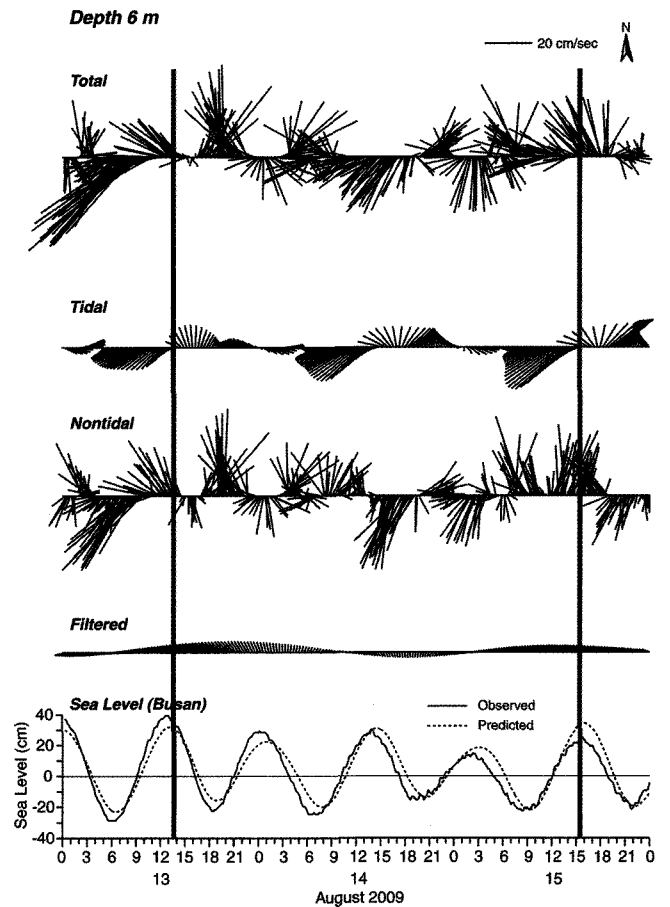 Depth 6 m
N
20 cm/sec
Total
Tidal
Nontidal
Filtered
Sea Level (Busan)
Observed
Predicted
Sea Level (cm)
40
20
0
-20
-40
0 3 6 9 12 15 18 21 0 3 6 9 12 15 18 21 0 3 6 9 12 15 18 21 0
13 14 15
August 2009